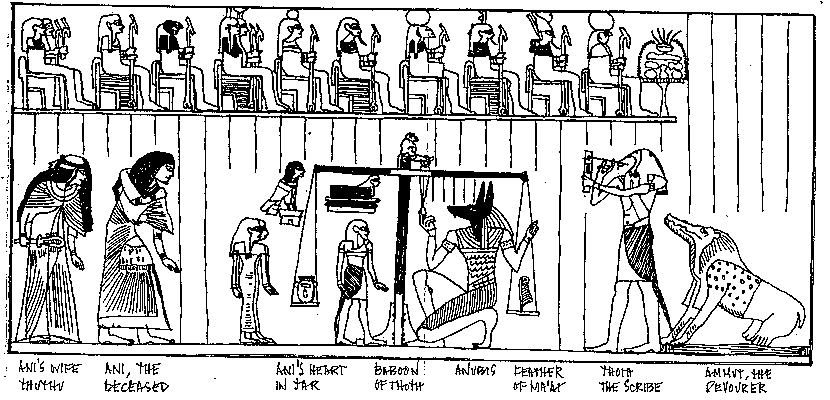 ANI'S WIFE
THUTHU
ANI, THE
DECEASED
ANI'S HEART
IN JAR
BABOON
OF THOTH
ANUBIS
FEATHER
OF MA'AT
THOTH
THE SCRIBE
AMMUT, THE
DEVOURER